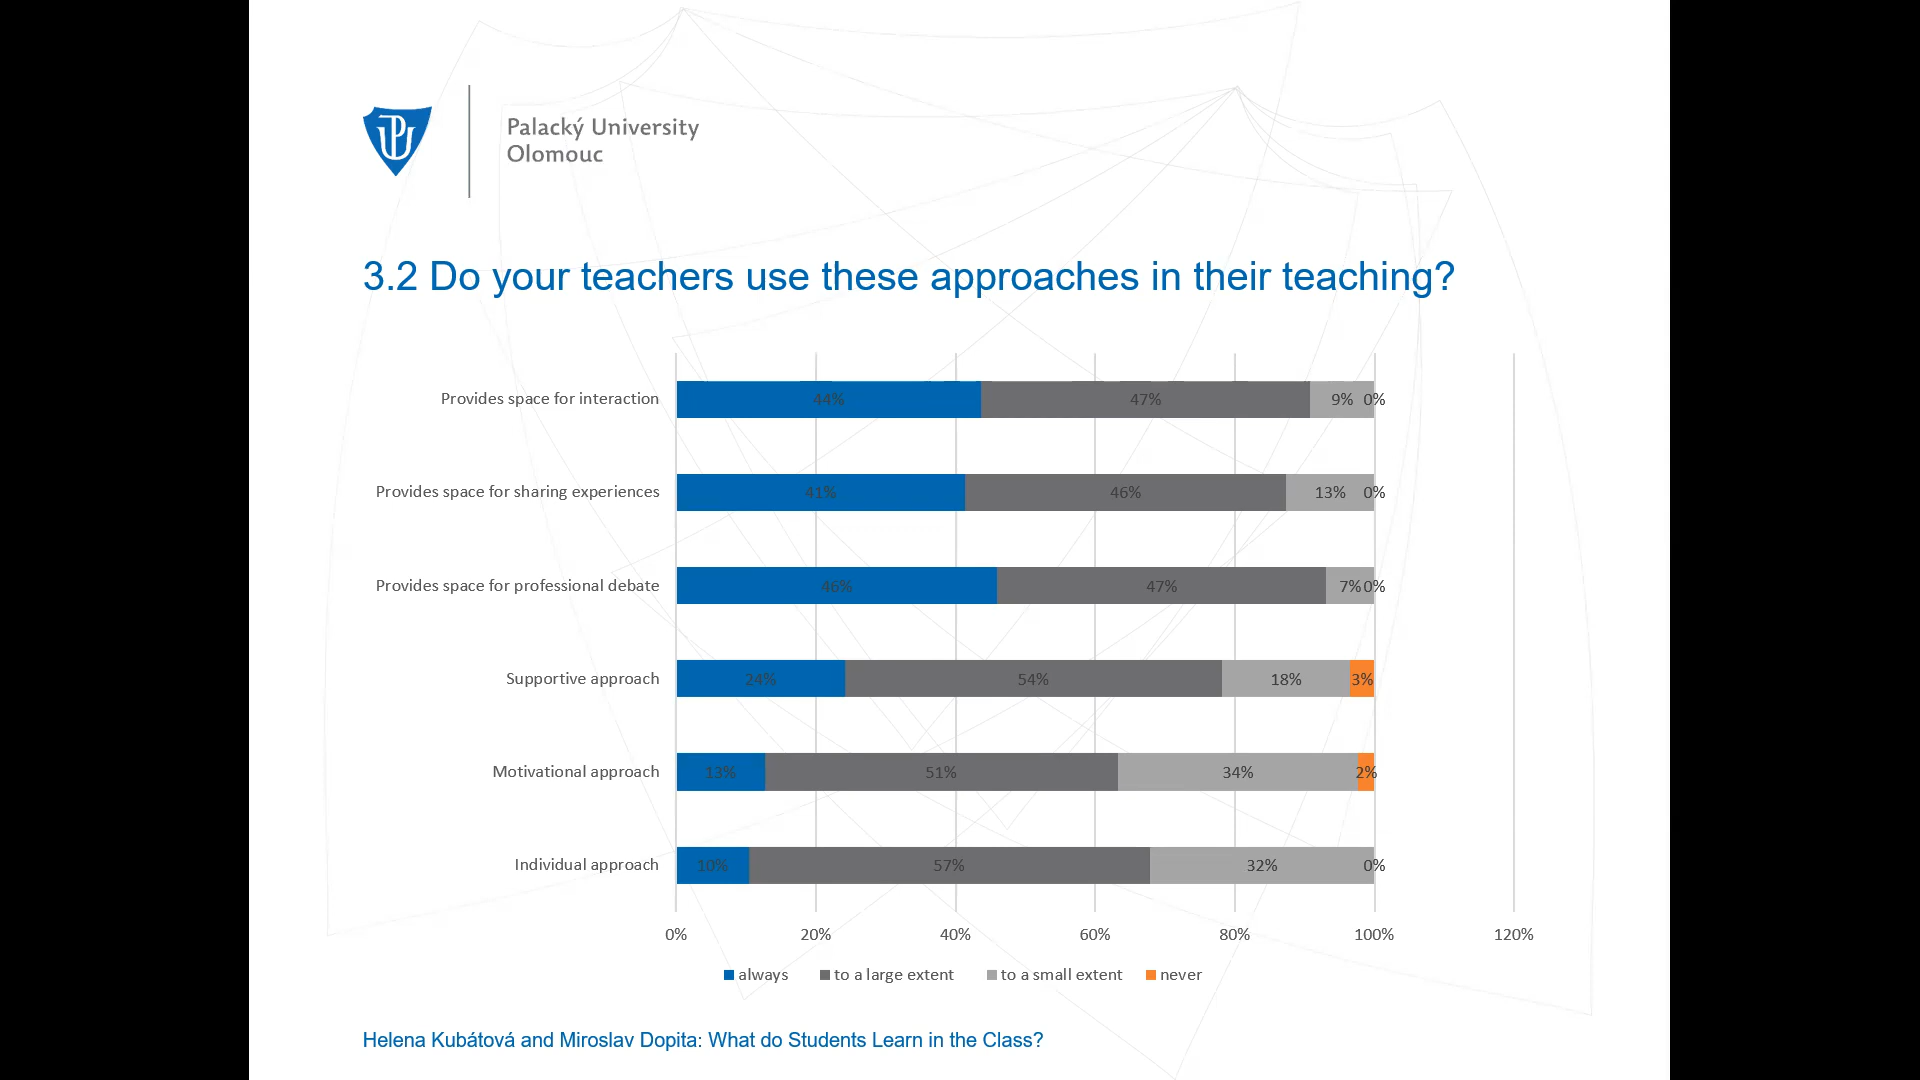 Palacký University
Olomouc
3.2 Do your teachers use these approaches in their teaching?
Provides space for interaction 44% 47% 9% 0%
Provides space for sharing experiences 41% 46% 13% 0%
Provides space for professional debate 46% 47% 7% 0%
Supportive approach 24% 54% 18% 3%
Motivational approach 13% 51% 34% 2%
Individual approach 10% 57% 32% 0%
0% 20% 40% 60% 80% 100% 120%
always to a large extent to a small extent never
Helena Kubátová and Miroslav Dopita: What do Students Learn in the Class?